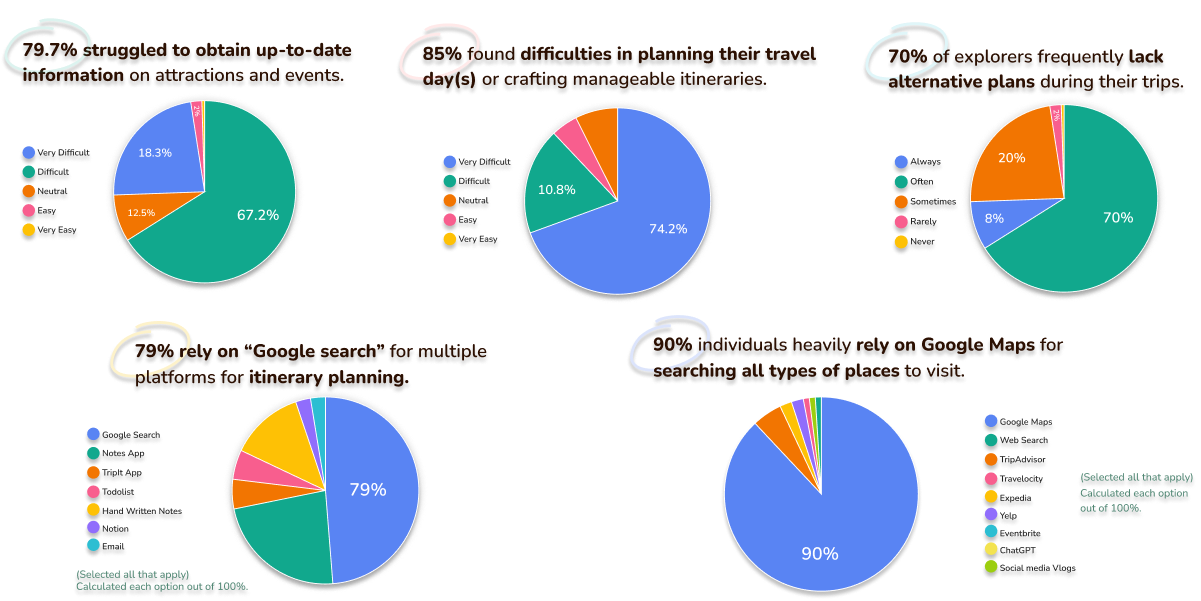 79.7% struggled to obtain up-to-date
information on attractions and events.
Very Difficult
Difficult
Neutral
Easy
Very Easy
2%
18.3%
12.5%
67.2%
85% found difficulties in planning their travel
day(s) or crafting manageable itineraries.
Very Difficult
Difficult
Neutral
Easy
Very Easy
10.8%
74.2%
70% of explorers frequently lack
alternative plans during their trips.
Always
Often
Sometimes
Rarely
Never
2%
20%
8%
70%
79% rely on “Google search” for multiple
platforms for itinerary planning.
Google Search
Notes App
TripIt App
Todolist
Hand Written Notes
Notion
Email
79%
(Selected all that apply)
Calculated each option out of 100%.
90% individuals heavily rely on Google Maps for
searching all types of places to visit.
90%
Google Maps
Web Search
TripAdvisor
Travelocity
Expedia
Yelp
Eventbrite
ChatGPT
Social media Vlogs
(Selected all that apply)
Calculated each option
out of 100%.